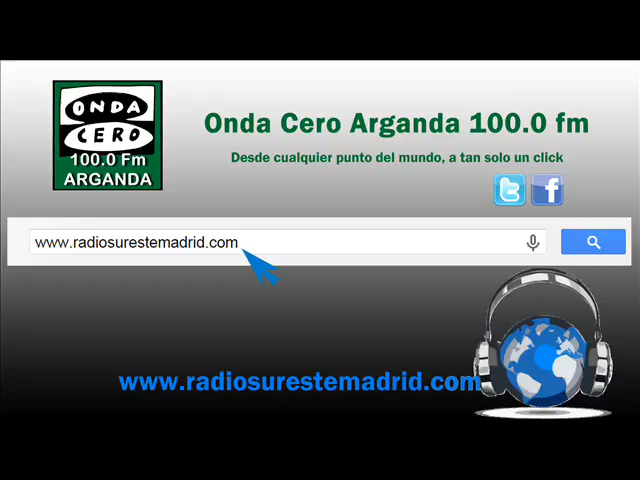 ONDA
CERO
100.0 Fm
ARGANDA
Onda Cero Arganda 100.0 fm
Desde cualquier punto del mundo, a tan solo un click
www.radiosurestemadrid.com
www.radiosurestemadrid.com